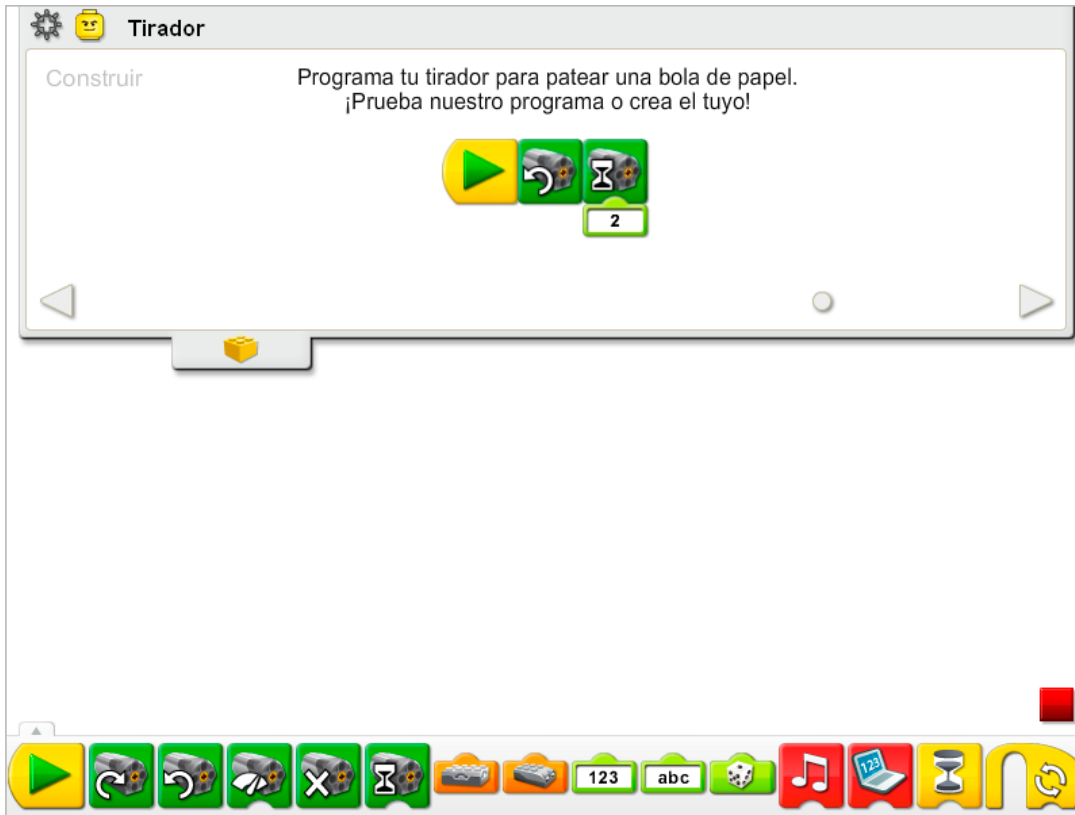 Tirador
Construir
Programa tu tirador para patear una bola de papel.
¡Prueba nuestro programa o crea el tuyo!
2
123
abc
123